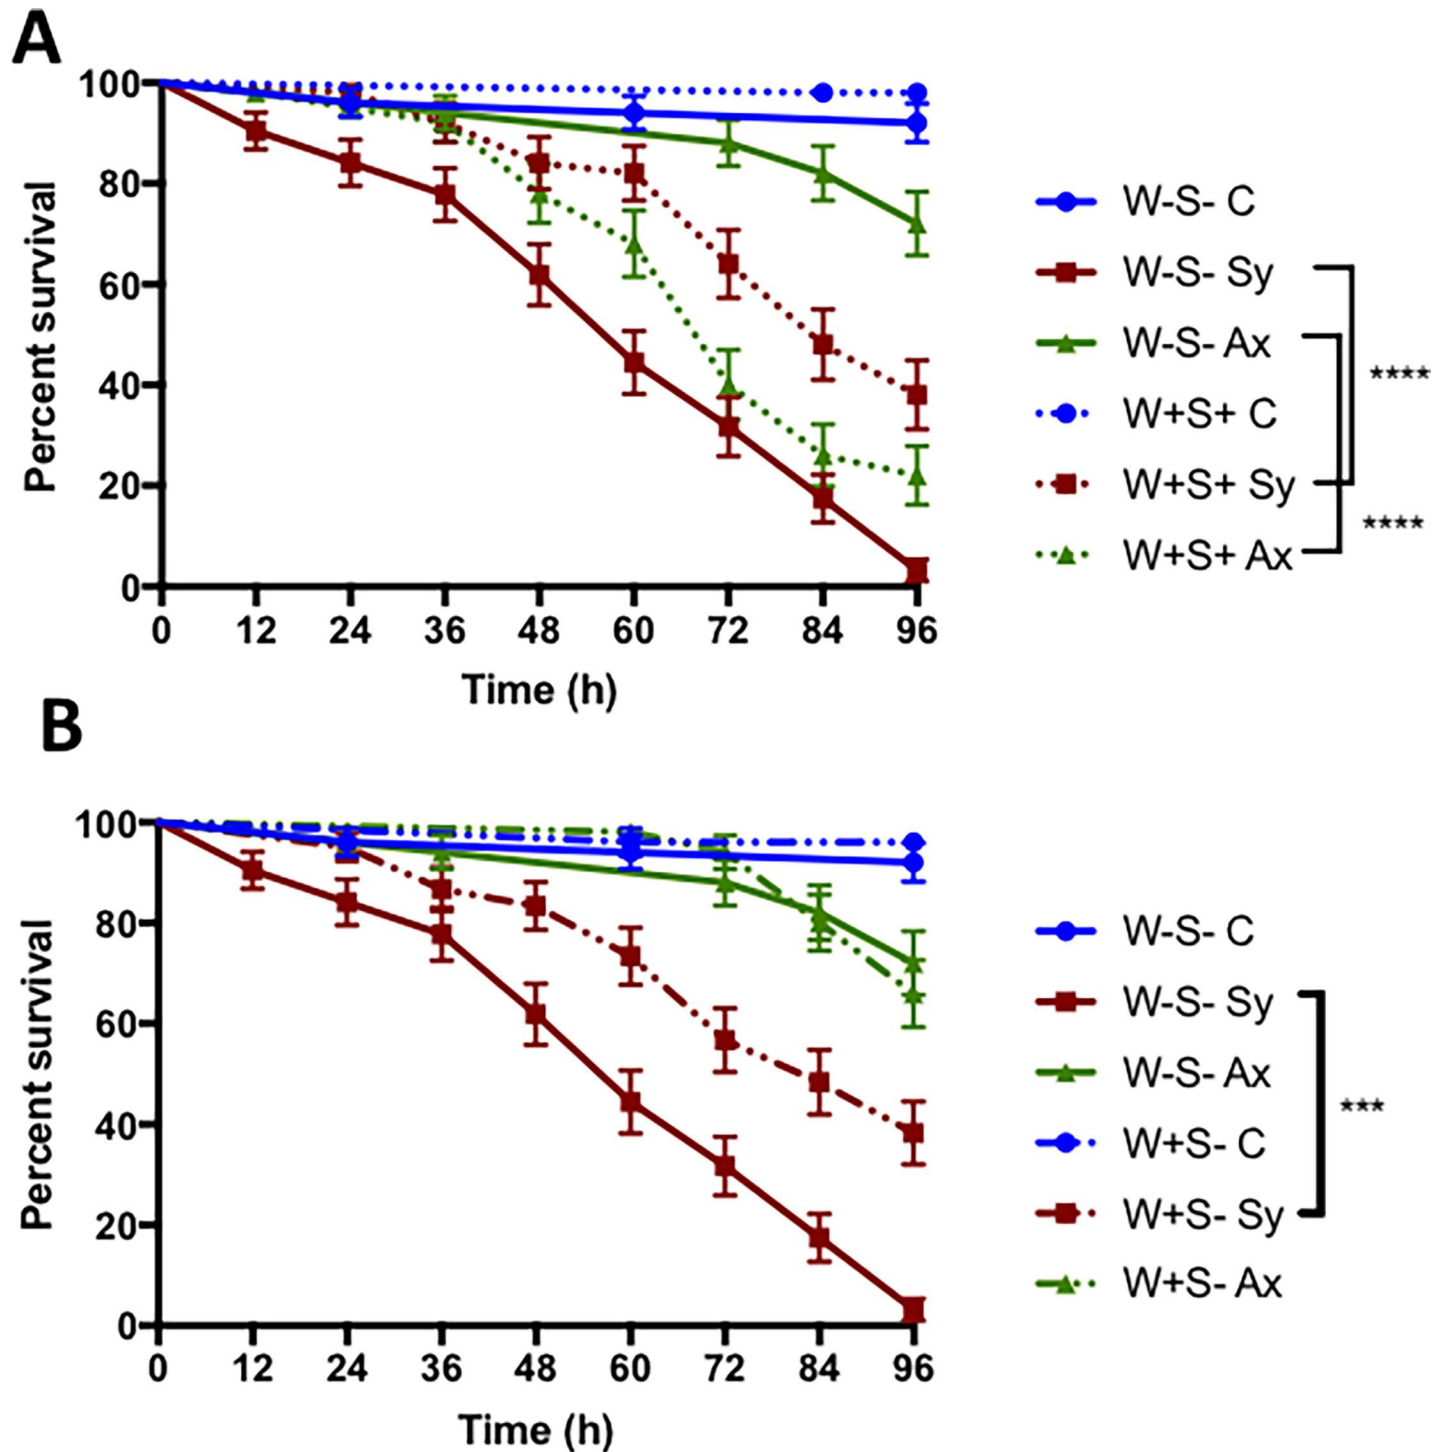 A
100
80
60
40
20
0
Percent survival
0 12 24 36 48 60 72 84 96
Time (h)
W-S- C
W-S- Sy
W-S- Ax
W+S+ C
W+S+ Sy
W+S+ Ax
****
****
B
100
80
60
40
20
0
Percent survival
0 12 24 36 48 60 72 84 96
Time (h)
W-S- C
W-S- Sy
W-S- Ax
W+S- C
W+S- Sy
W+S- Ax
***